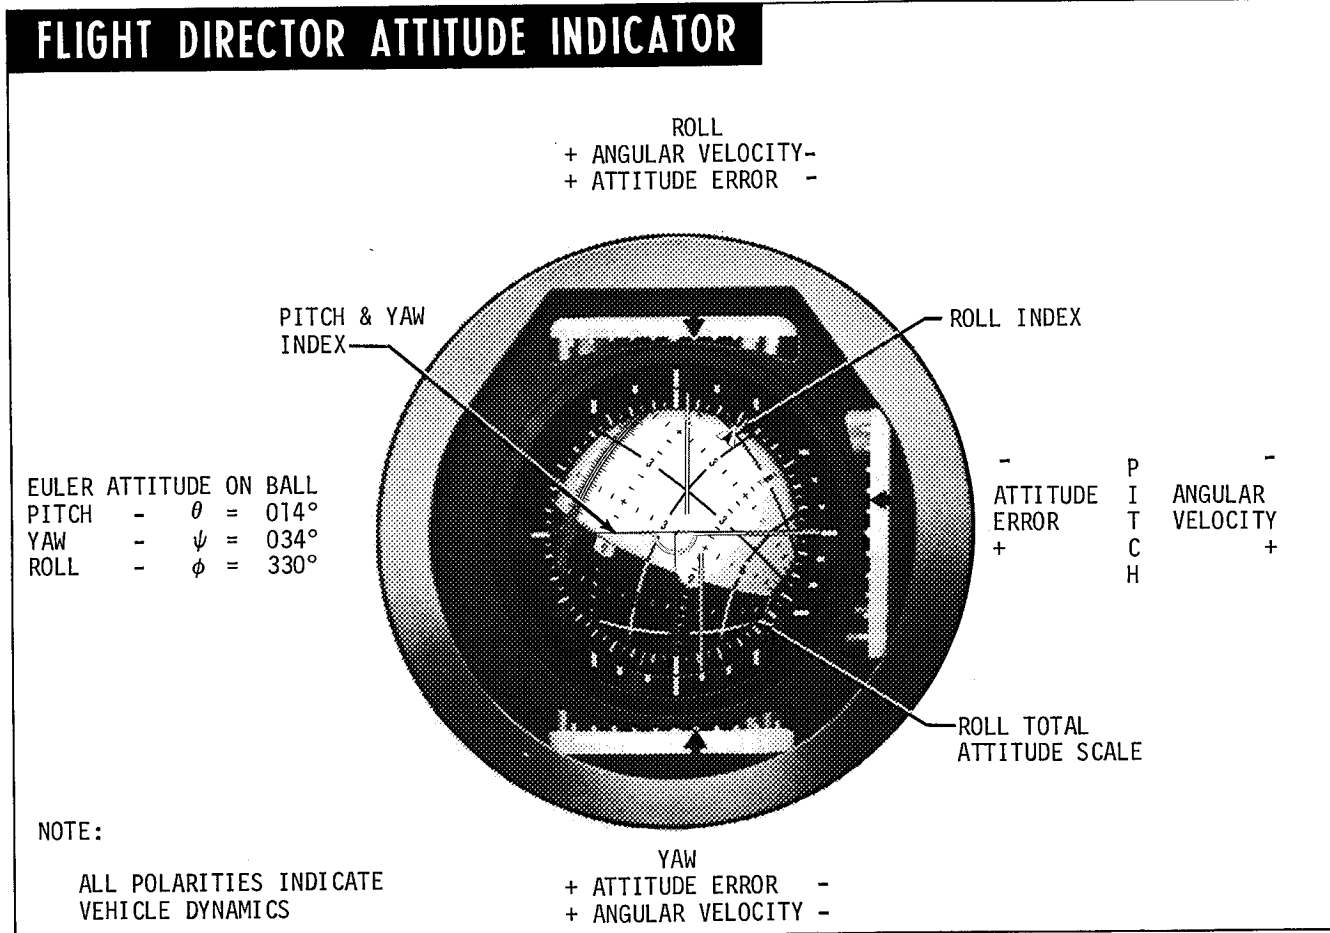 FLIGHT DIRECTOR ATTITUDE INDICATOR
ROLL
+ ANGULAR VELOCITY-
+ ATTITUDE ERROR -
PITCH & YAW
INDEX
ROLL INDEX
EULER ATTITUDE ON BALL
PITCH - θ = 014°
YAW - ψ = 034°
ROLL - ϕ = 330°
- -
ATTITUDE ERROR
+
PITCH
ANGULAR VELOCITY
+
ROLL TOTAL
ATTITUDE SCALE
NOTE:
ALL POLARITIES INDICATE
VEHICLE DYNAMICS
YAW
+ ATTITUDE ERROR -
+ ANGULAR VELOCITY -